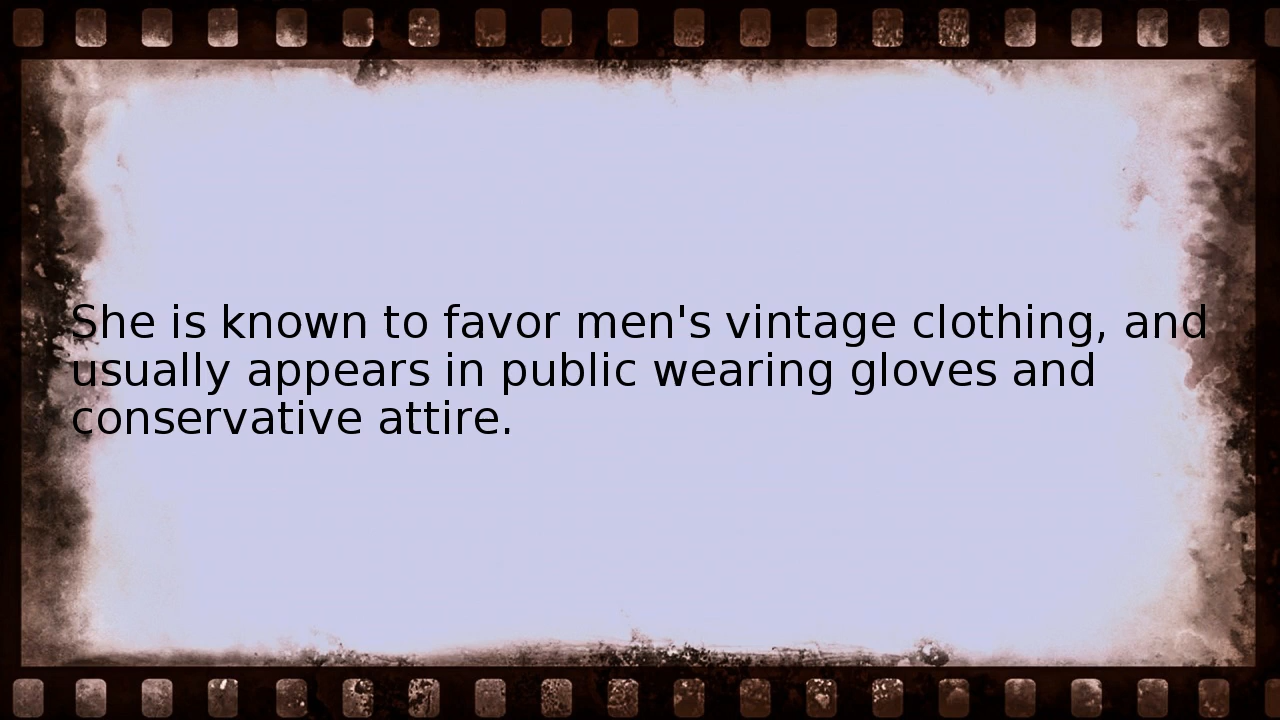 She is known to favor men's vintage clothing, and
usually appears in public wearing gloves and
conservative attire.